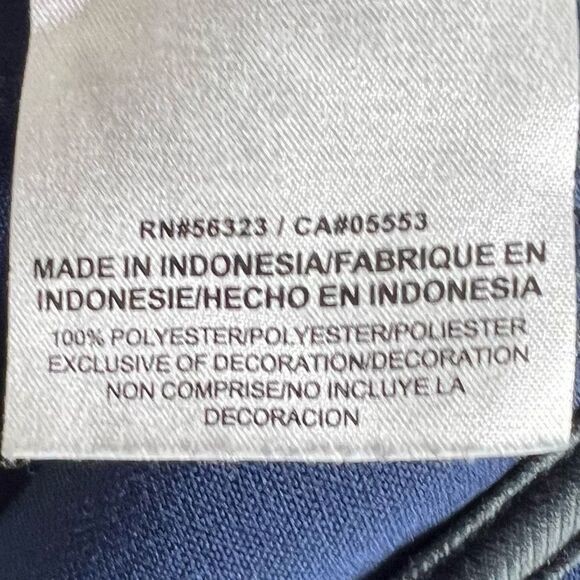 RN#56323 / CA#05553
MADE IN INDONESIA/FABRIQUE EN
INDONESIE/HECHO EN INDONESIA
100% POLYESTER/POLYESTER/POLIESTER
EXCLUSIVE OF DECORATION/DECORATION
NON COMPRISE/NO INCLUYE LA
DECORACION